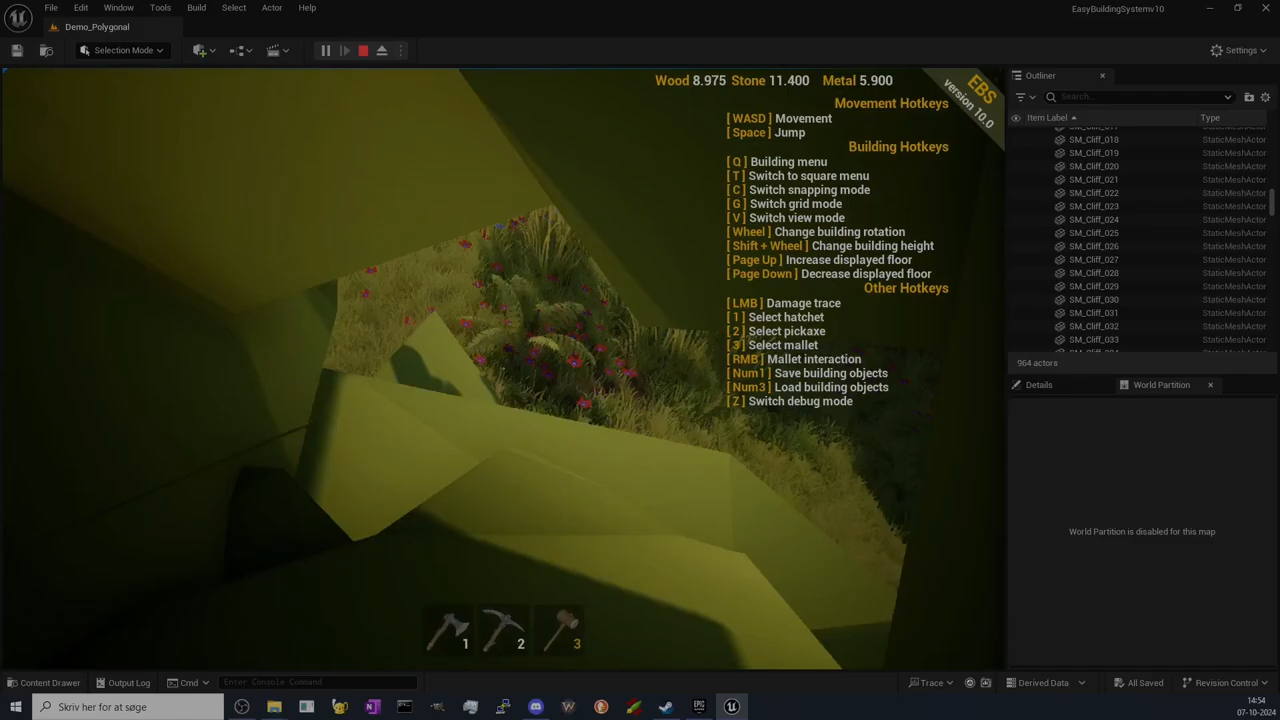 File Edit Window Tools Build Select Actor Help
EasyBuildingSystemv10
Demo_Polygonal
Selection Mode
Settings
Wood 8.975 Stone 11.400 Metal 5.900
EBS
version 10.0
Movement Hotkeys
[ WASD ] Movement
[ Space ] Jump
Building Hotkeys
[ Q ] Building menu
[ T ] Switch to square menu
[ C ] Switch snapping mode
[ G ] Switch grid mode
[ V ] Switch view mode
[ Wheel ] Change building rotation
[ Shift + Wheel ] Change building height
[ Page Up ] Increase displayed floor
[ Page Down ] Decrease displayed floor
Other Hotkeys
[ LMB ] Damage trace
[ 1 ] Select hatchet
[ 2 ] Select pickaxe
[ 3 ] Select mallet
[ RMB ] Mallet interaction
[ Num1 ] Save building objects
[ Num3 ] Load building objects
[ Z ] Switch debug mode
1 2 3
Outliner
Search...
Item Label Type
SM_Cliff_018 StaticMeshActor
SM_Cliff_019 StaticMeshActor
SM_Cliff_020 StaticMeshActor
SM_Cliff_021 StaticMeshActor
SM_Cliff_022 StaticMeshActor
SM_Cliff_023 StaticMeshActor
SM_Cliff_024 StaticMeshActor
SM_Cliff_025 StaticMeshActor
SM_Cliff_026 StaticMeshActor
SM_Cliff_027 StaticMeshActor
SM_Cliff_028 StaticMeshActor
SM_Cliff_029 StaticMeshActor
SM_Cliff_030 StaticMeshActor
SM_Cliff_031 StaticMeshActor
SM_Cliff_032 StaticMeshActor
SM_Cliff_033 StaticMeshActor
964 actors
Details World Partition
World Partition is disabled for this map
Content Drawer Output Log Cmd Enter Console Command Trace Derived Data All Saved Revision Control
Skriv her for at søge
14:54
07-10-2024